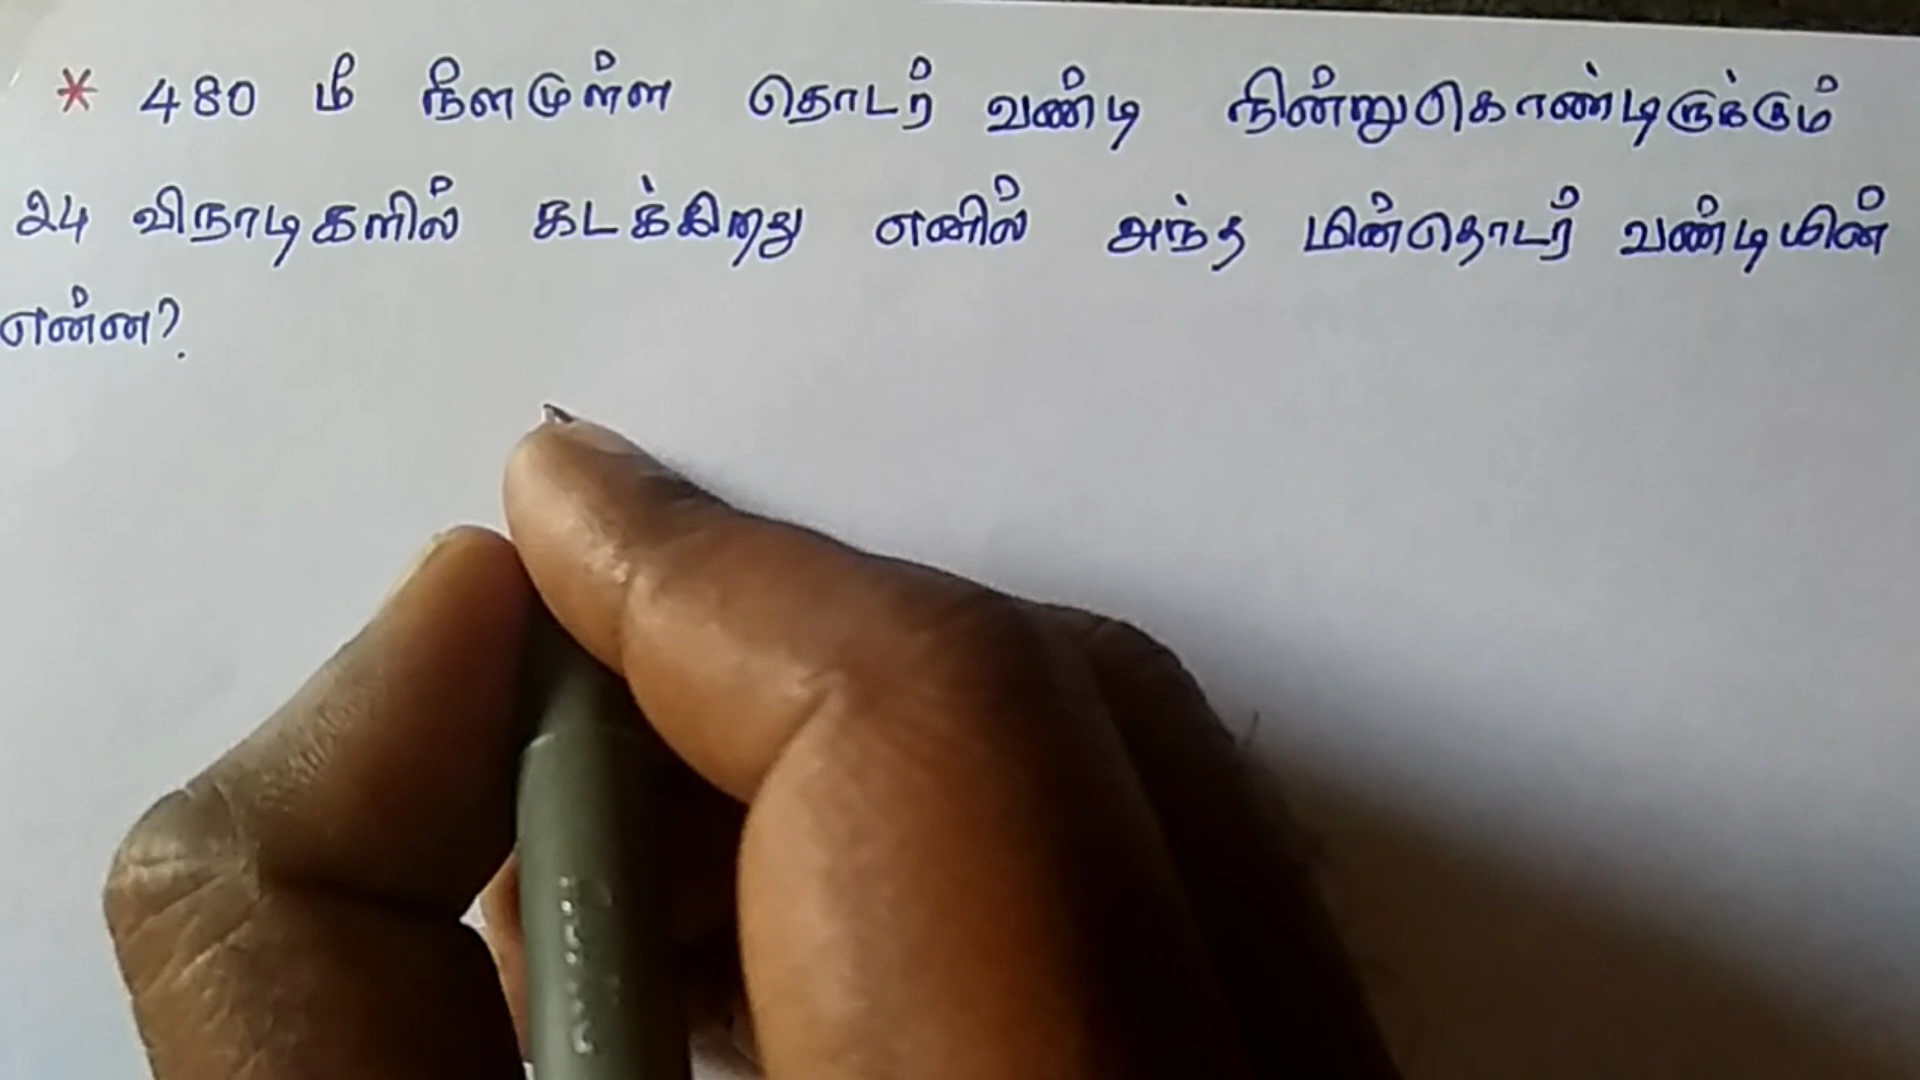 * 480 மீ நீளமுள்ள தொடர் வண்டி நின்றுகொண்டிருக்கும்
24 விநாடிகளில் கடக்கிறது எனில் அந்த மின்தொடர் வண்டியின்
என்ன?